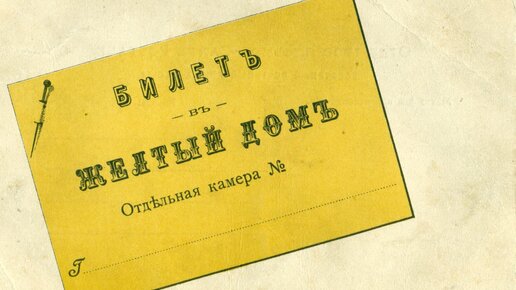 БИЛЕТЪ
— въ —
ЖЕЛТЫЙ ДОМЪ
Отдѣльная камера №
Г